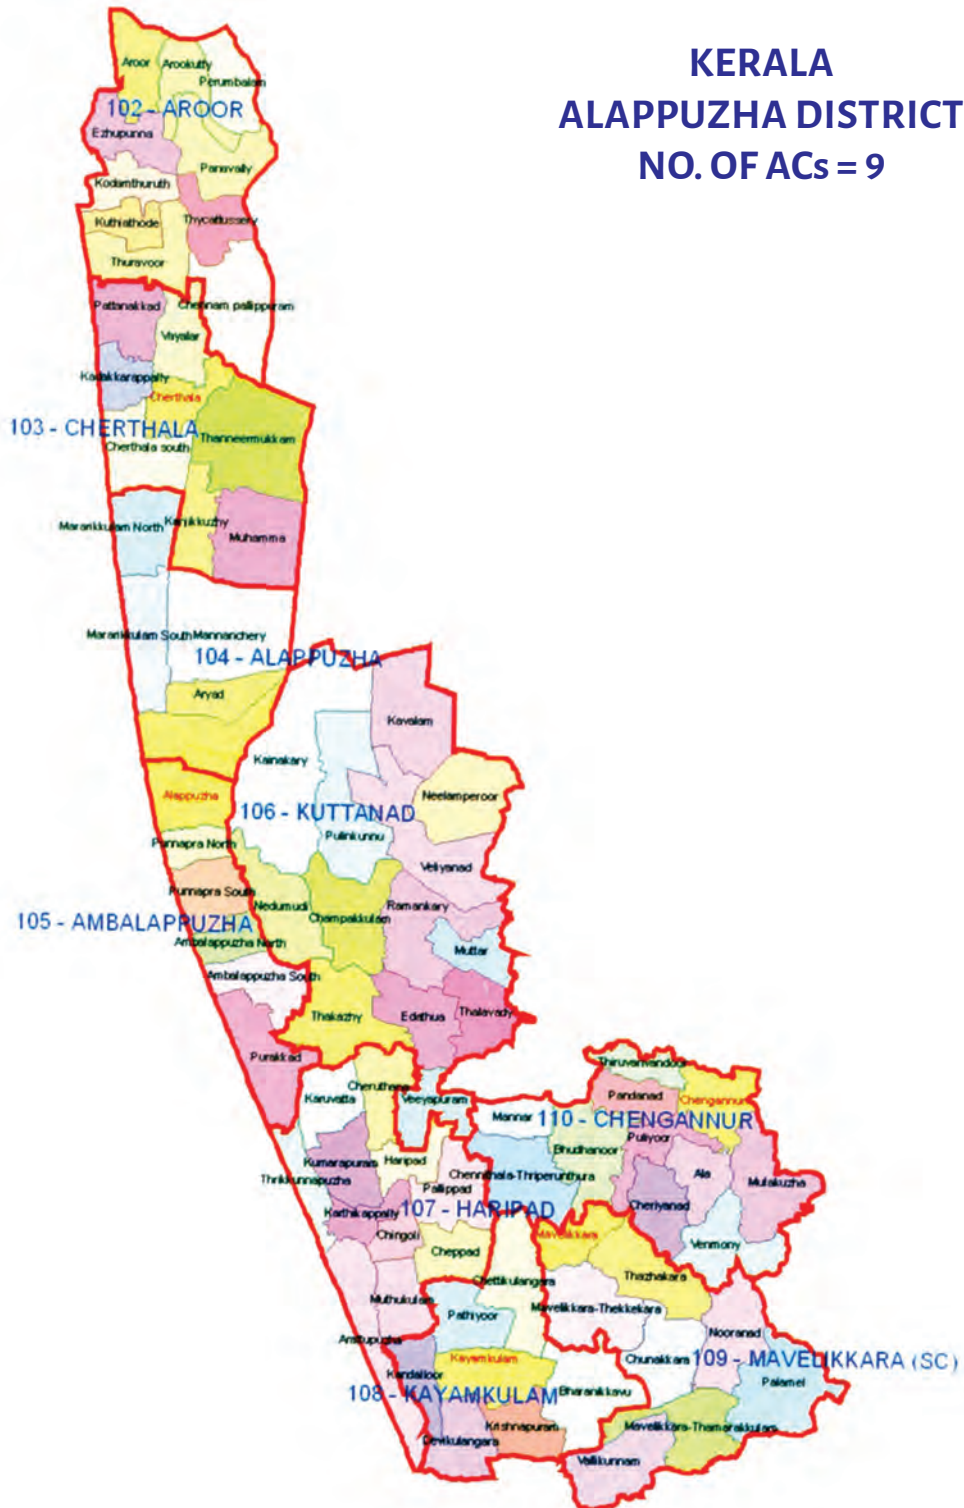 KERALA
ALAPPUZHA DISTRICT
NO. OF ACs = 9
Aroor
Arookutty
Perumbalam
102 - AROOR
Ezhupunna
Panavally
Kodamthuruth
Kuthiathode
Thycattussery
Thuravoor
Pattanakkad
Chennam pallippuram
Vayalar
Kadakkarappally
Cherthala
103 - CHERTHALA
Thanneermukkam
Cherthala south
Mararikkulam North
Kanjikkuzhy
Muhamma
Mararikkulam South
Mannanchery
104 - ALAPPUZHA
Aryad
Kavalam
Kainakary
Alappuzha
Neelamperoor
106 - KUTTANAD
Pulinkunnu
Punnapra North
Veliyanad
Punnapra South
Nedumudi
Ramankary
Champakkulam
105 - AMBALAPPUZHA
Ambalappuzha North
Muttar
Ambalappuzha South
Thakazhy
Edathua
Thalavady
Purakkad
Thiruvanvandoor
Cheruthana
Karuvatta
Veeyapuram
Pandanad
Chengannur
Mannar
110 - CHENGANNUR
Puliyoor
Bhudhanoor
Kumarapuram
Haripad
Chennithala-Thriperunthura
Ala
Thrikkunnapuzha
Pallippad
Mulakuzha
Karthikappally
107 - HARIPAD
Cheriyanad
Chingoli
Mavelikkara
Cheppad
Venmony
Chettikulangara
Thazhakara
Muthukulam
Pathiyoor
Mavelikkara-Thekkekara
Arattupuzha
Nooranad
Kayamkulam
Chunakkara
109 - MAVELIKKARA (SC)
Kandalloor
Palamel
108 - KAYAMKULAM
Bharanikkavu
Krishnapuram
Mavelikkara-Thamarakkulam
Devikulangara
Vallikunnam